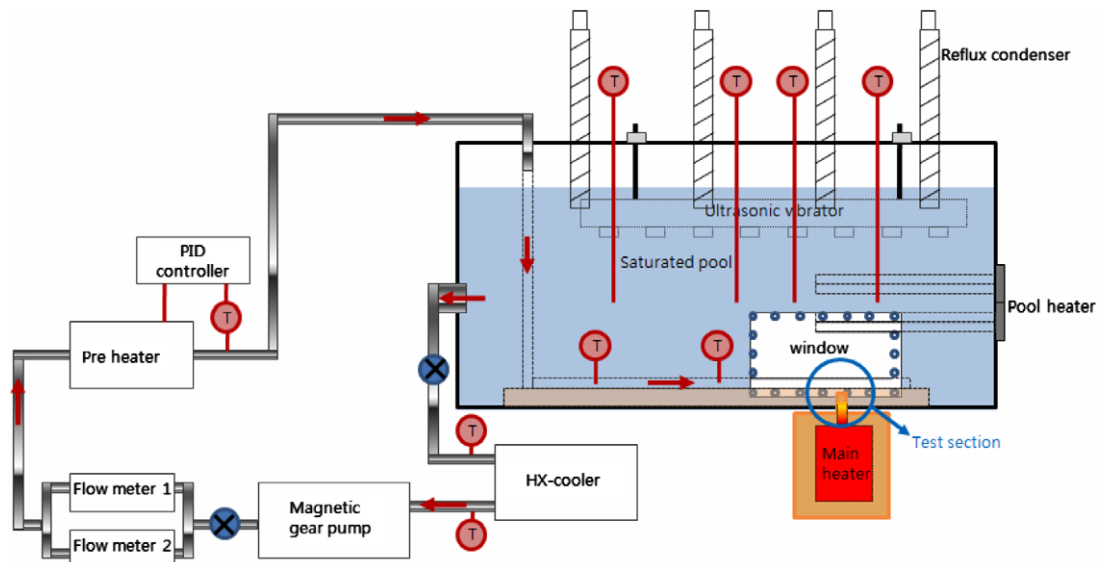 Reflux condenser
T
T
T
T
Ultrasonic vibrator
PID
controller
Saturated pool
T
Pool heater
Pre heater
T
T
window
Test section
T
Main
heater
HX-cooler
Flow meter 1
Magnetic
gear pump
T
Flow meter 2